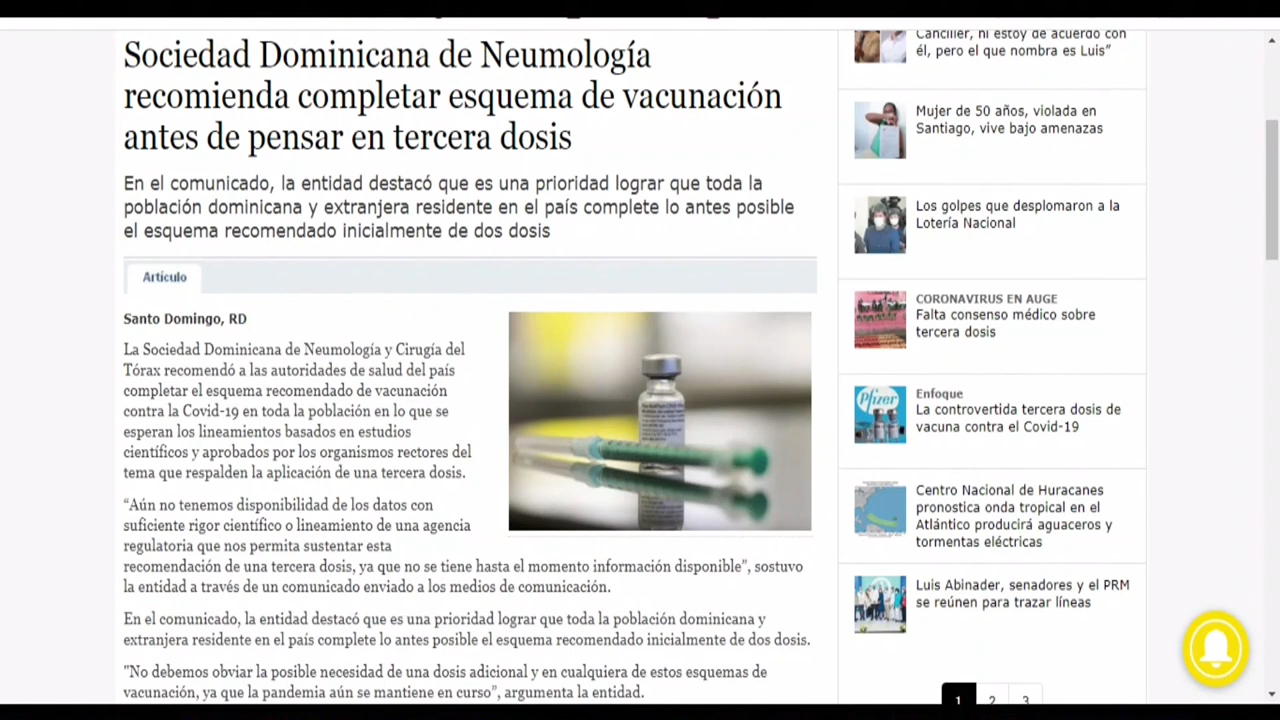 Sociedad Dominicana de Neumología
recomienda completar esquema de vacunación
antes de pensar en tercera dosis
En el comunicado, la entidad destacó que es una prioridad lograr que toda la
población dominicana y extranjera residente en el país complete lo antes posible
el esquema recomendado inicialmente de dos dosis
Artículo
Santo Domingo, RD
La Sociedad Dominicana de Neumología y Cirugía del
Tórax recomendó a las autoridades de salud del país
completar el esquema recomendado de vacunación
contra la Covid-19 en toda la población en lo que se
esperan los lineamientos basados en estudios
científicos y aprobados por los organismos rectores del
tema que respalden la aplicación de una tercera dosis.
“Aún no tenemos disponibilidad de los datos con
suficiente rigor científico o lineamiento de una agencia
regulatoria que nos permita sustentar esta
recomendación de una tercera dosis, ya que no se tiene hasta el momento información disponible”, sostuvo
la entidad a través de un comunicado enviado a los medios de comunicación.
En el comunicado, la entidad destacó que es una prioridad lograr que toda la población dominicana y
extranjera residente en el país complete lo antes posible el esquema recomendado inicialmente de dos dosis.
"No debemos obviar la posible necesidad de una dosis adicional y en cualquiera de estos esquemas de
vacunación, ya que la pandemia aún se mantiene en curso”, argumenta la entidad.
Canciller, ni estoy de acuerdo con
él, pero el que nombra es Luis”
Mujer de 50 años, violada en
Santiago, vive bajo amenazas
Los golpes que desplomaron a la
Lotería Nacional
CORONAVIRUS EN AUGE
Falta consenso médico sobre
tercera dosis
Enfoque
Pfizer
La controvertida tercera dosis de
vacuna contra el Covid-19
Centro Nacional de Huracanes
pronostica onda tropical en el
Atlántico producirá aguaceros y
tormentas eléctricas
Luis Abinader, senadores y el PRM
se reúnen para trazar líneas
1 2 3